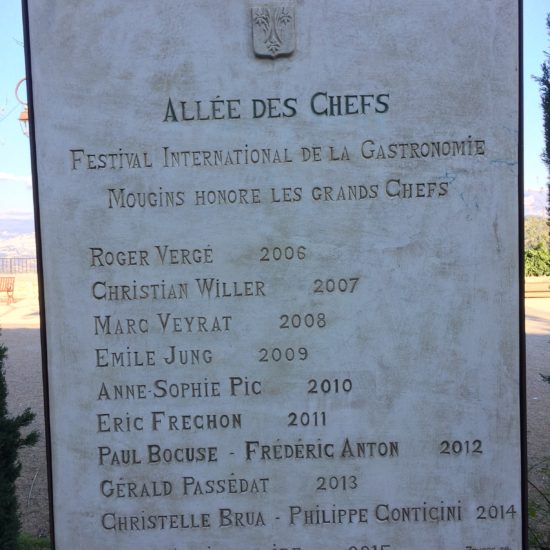 Allée des Chefs
Festival International de la Gastronomie
Mougins honore les grands Chefs
Roger Vergé 2006
Christian Willer 2007
Marc Veyrat 2008
Emile Jung 2009
Anne-Sophie Pic 2010
Eric Frechon 2011
Paul Bocuse - Frédéric Anton 2012
Gérald Passédat 2013
Christelle Brua - Philippe Conticini 2014
2015